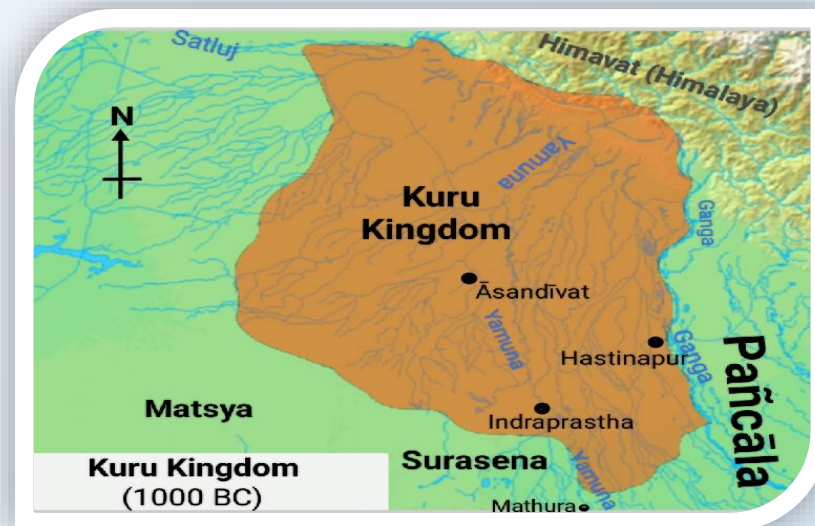 Satluj
Himavat (Himalaya)
N
Yamuna
Kuru
Kingdom
Ganga
Āsandīvat
Yamuna
Hastinapur
Ganga
Pañcāla
Matsya
Indraprastha
Surasena
Yamuna
Kuru Kingdom
(1000 BC)
Mathura